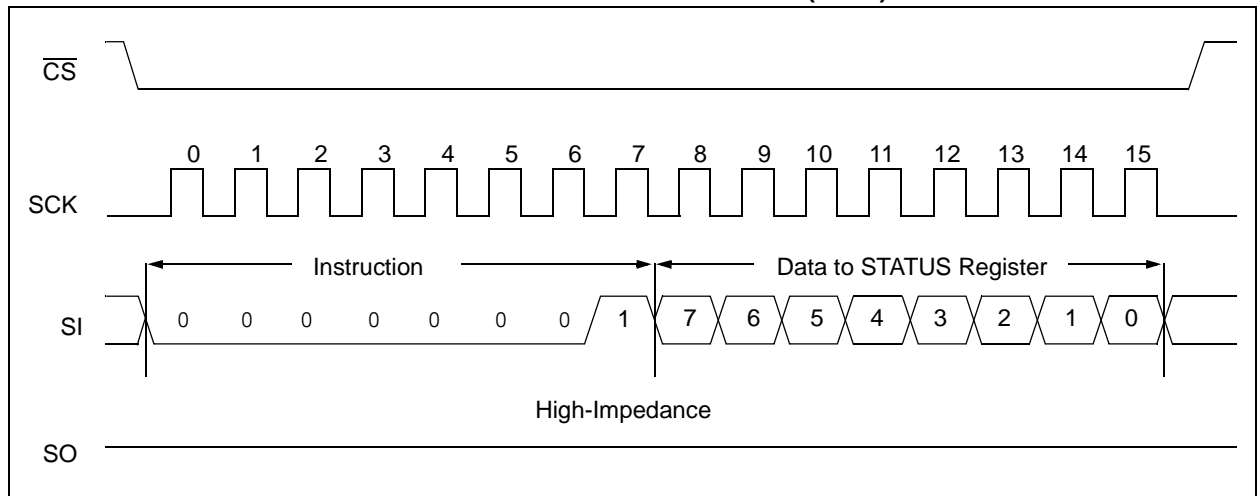 CS
0 1 2 3 4 5 6 7 8 9 10 11 12 13 14 15
SCK
Instruction Data to STATUS Register
SI 0 0 0 0 0 0 0 1 7 6 5 4 3 2 1 0
High-Impedance
SO